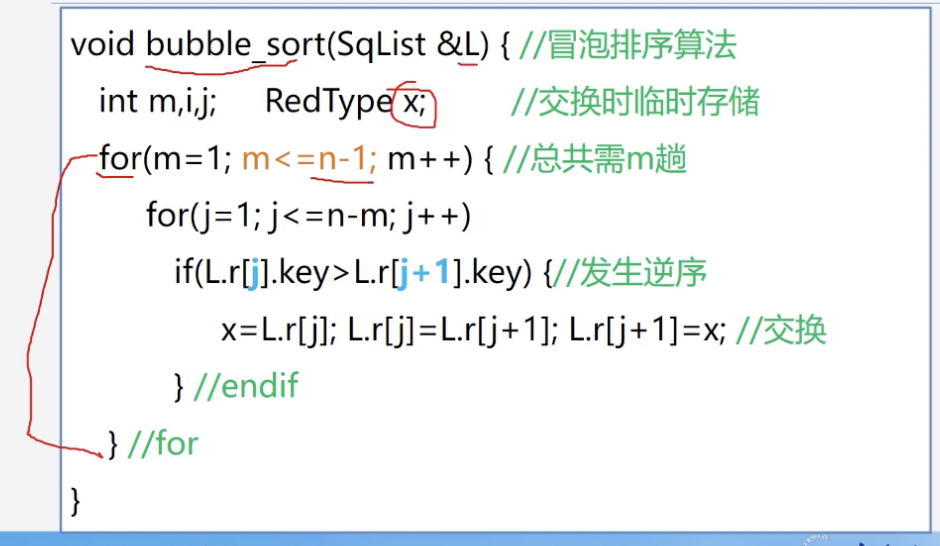 void bubble_sort(SqList &L) { //冒泡排序算法
int m,i,j; RedType x; //交换时临时存储
for(m=1; m<=n-1; m++) { //总共需m趟
for(j=1; j<=n-m; j++)
if(L.r[j].key>L.r[j+1].key) {//发生逆序
x=L.r[j]; L.r[j]=L.r[j+1]; L.r[j+1]=x; //交换
} //endif
} //for
}